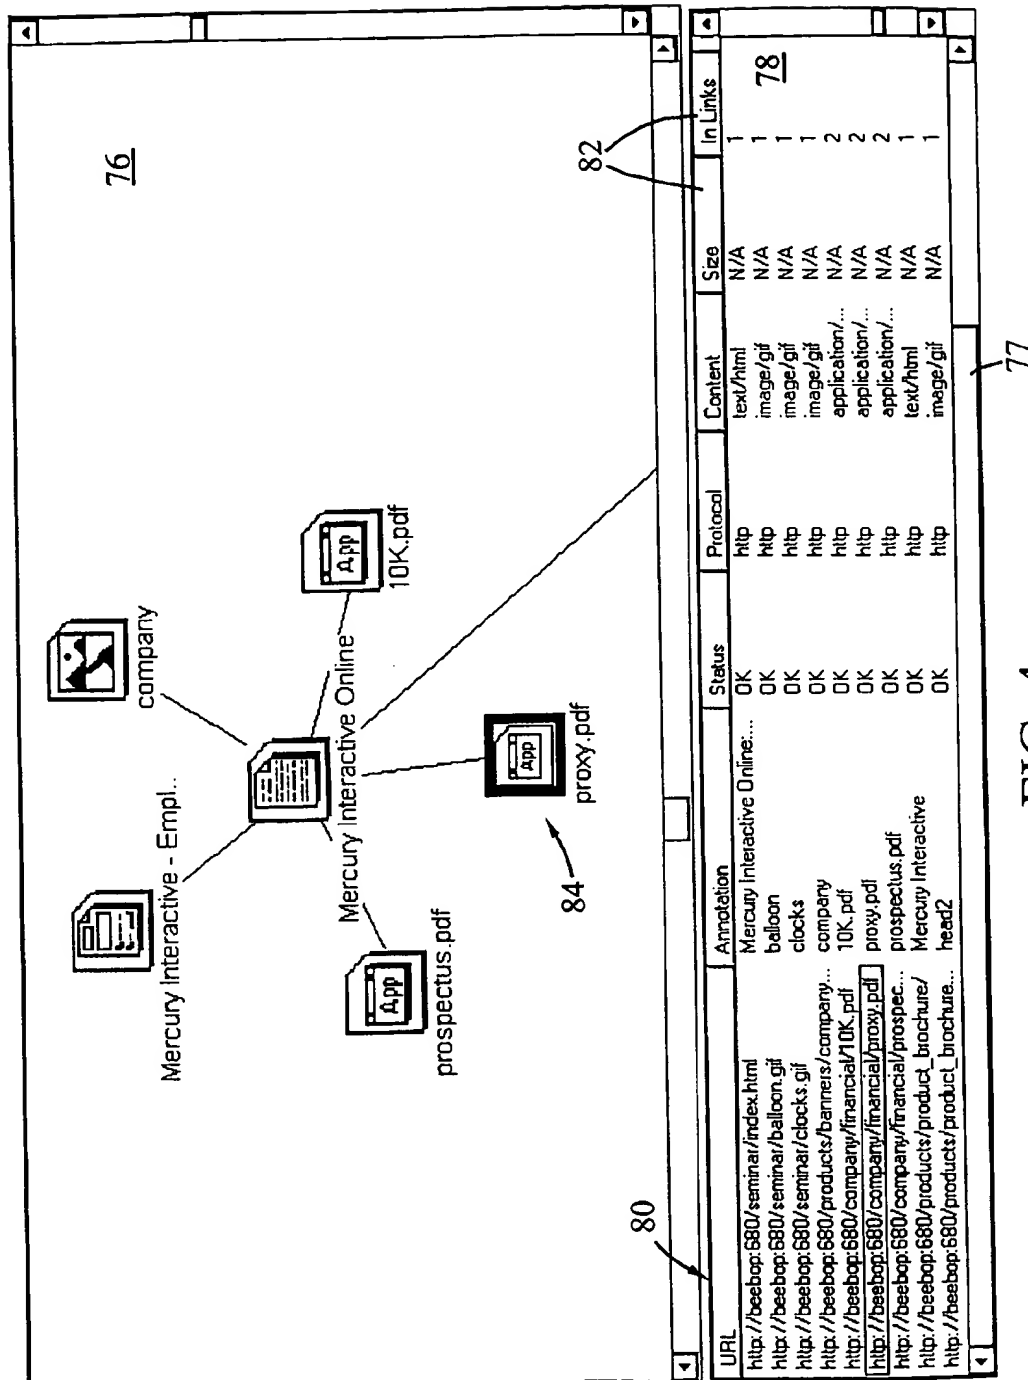 76
company
Mercury Interactive - Empl...
App
10K.pdf
Mercury Interactive Online
App
prospectus.pdf
App
proxy.pdf
84
82
80
78
URL Annotation Status Protocol Content Size In Links
http://beebop:680/seminar/index.html Mercury Interactive Online:... OK http text/html N/A 1
http://beebop:680/seminar/balloon.gif balloon OK http image/gif N/A 1
http://beebop:680/seminar/clocks.gif clocks OK http image/gif N/A 1
http://beebop:680/products/banners/company... company OK http image/gif N/A 1
http://beebop:680/company/financial/10K.pdf 10K.pdf OK http application/... N/A 2
http://beebop:680/company/financial/proxy.pdf proxy.pdf OK http application/... N/A 2
http://beebop:680/company/financial/prospec... prospectus.pdf OK http application/... N/A 2
http://beebop:680/products/product_brochure/ Mercury Interactive OK http text/html N/A 1
http://beebop:680/products/product_brochure... head2 OK http image/gif N/A 1
77